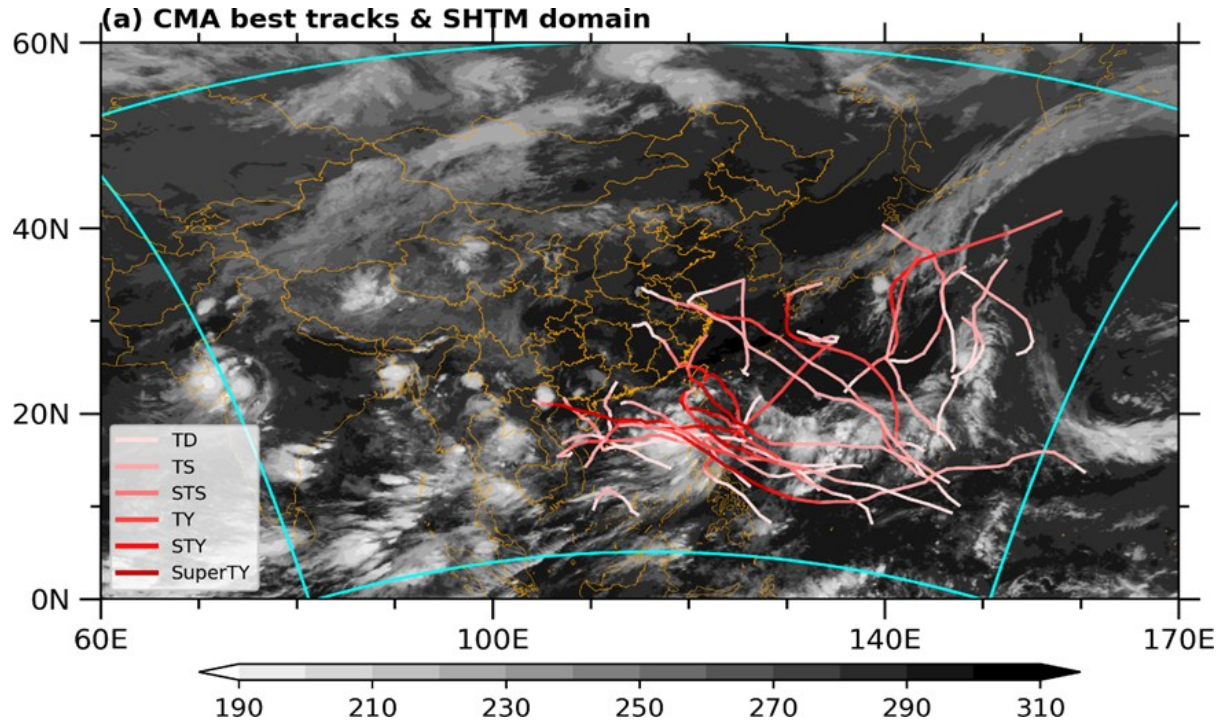 (a) CMA best tracks & SHTM domain
60N
40N
20N
0N
TD
TS
STS
TY
STY
SuperTY
60E 100E 140E 170E
190 210 230 250 270 290 310